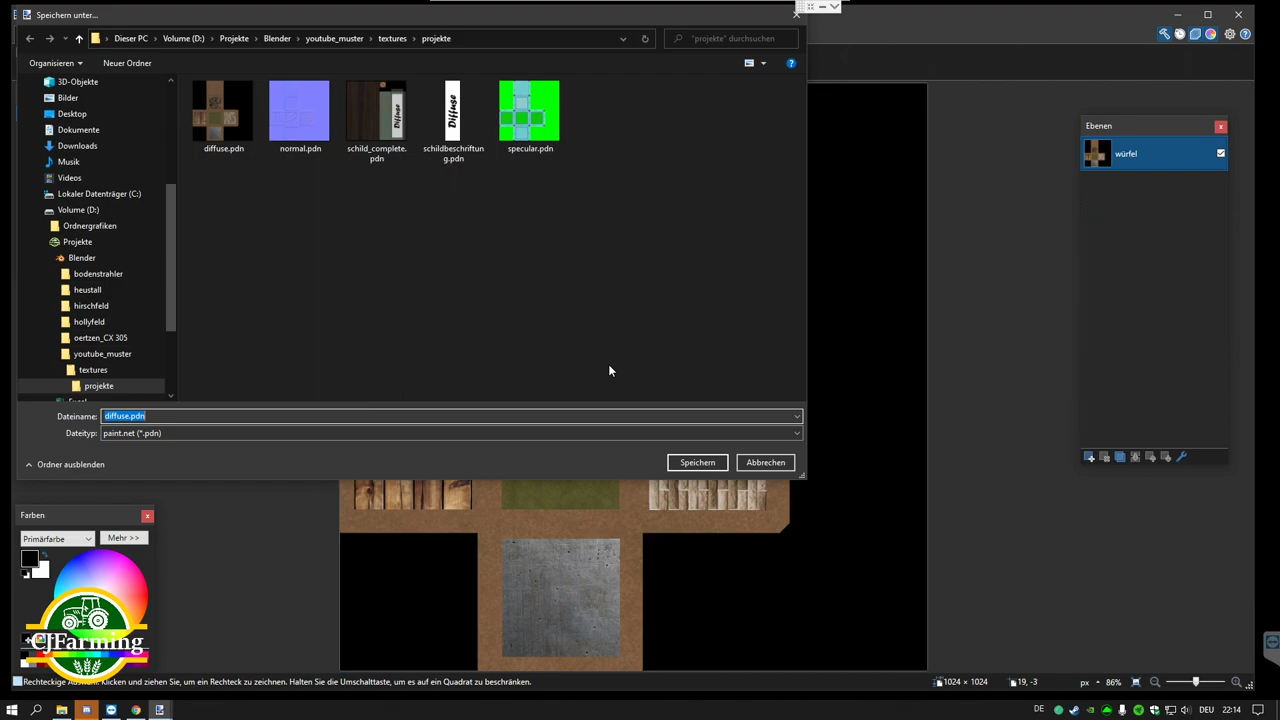 Speichern unter...
Dieser PC > Volume (D:) > Projekte > Blender > youtube_muster > textures > projekte
"projekte" durchsuchen
Organisieren
Neuer Ordner
3D-Objekte
Bilder
Desktop
Dokumente
Downloads
Musik
Videos
Lokaler Datenträger (C:)
Volume (D:)
Ordnergrafiken
Projekte
Blender
bodenstrahler
heustall
hirschfeld
hollyfeld
oertzen_CX 305
youtube_muster
textures
projekte
diffuse.pdn
normal.pdn
Diffuse
schild_complete.
pdn
Diffuse
schildbeschriftun
g.pdn
specular.pdn
Dateiname:
diffuse.pdn
Dateityp:
paint.net (*.pdn)
Ordner ausblenden
Speichern
Abbrechen
Ebenen
würfel
Farben
Primärfarbe
Mehr >>
CJFarming
Rechteckige Auswahl: Klicken und ziehen Sie, um ein Rechteck zu zeichnen. Halten Sie die Umschalttaste, um es auf ein Quadrat zu beschränken.
1024 × 1024
19, -3
px
86%
DE
DEU
22:14